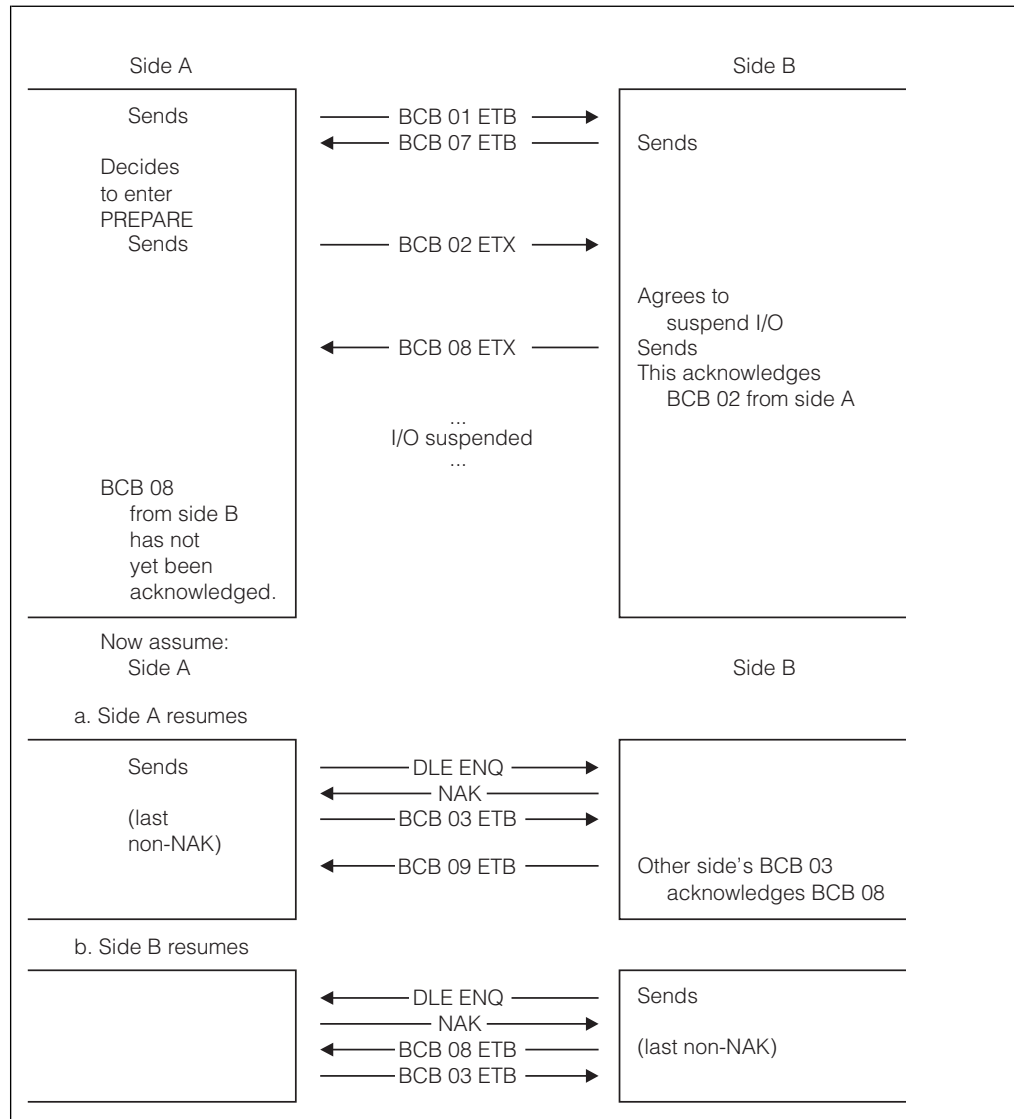 Side A Side B
Sends BCB 01 ETB
BCB 07 ETB Sends
Decides
to enter
PREPARE
Sends BCB 02 ETX
Agrees to
suspend I/O
BCB 08 ETX Sends
This acknowledges
BCB 02 from side A
...
I/O suspended
...
BCB 08
from side B
has not
yet been
acknowledged.
Now assume:
Side A Side B
a. Side A resumes
Sends DLE ENQ
NAK
(last BCB 03 ETB
non-NAK)
BCB 09 ETB Other side's BCB 03
acknowledges BCB 08
b. Side B resumes
DLE ENQ Sends
NAK
BCB 08 ETB (last non-NAK)
BCB 03 ETB